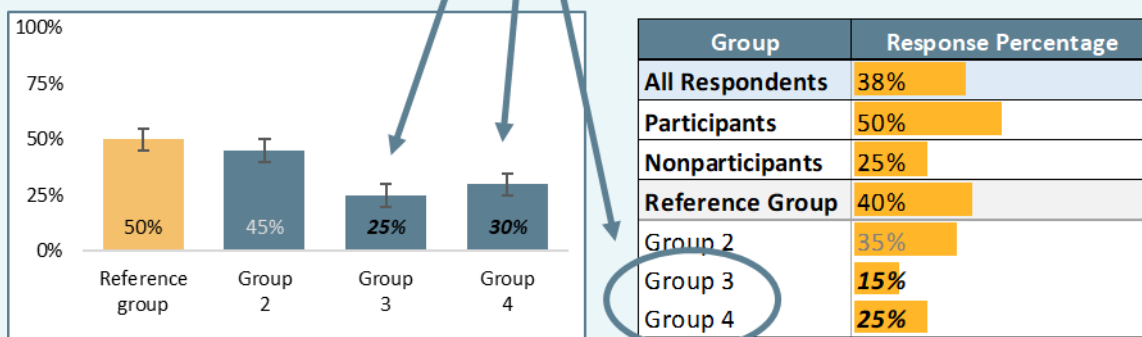 100%
75%
50%
25%
0%
50%
45%
25%
30%
Reference group
Group 2
Group 3
Group 4
Group Response Percentage
All Respondents 38%
Participants 50%
Nonparticipants 25%
Reference Group 40%
Group 2 35%
Group 3 15%
Group 4 25%